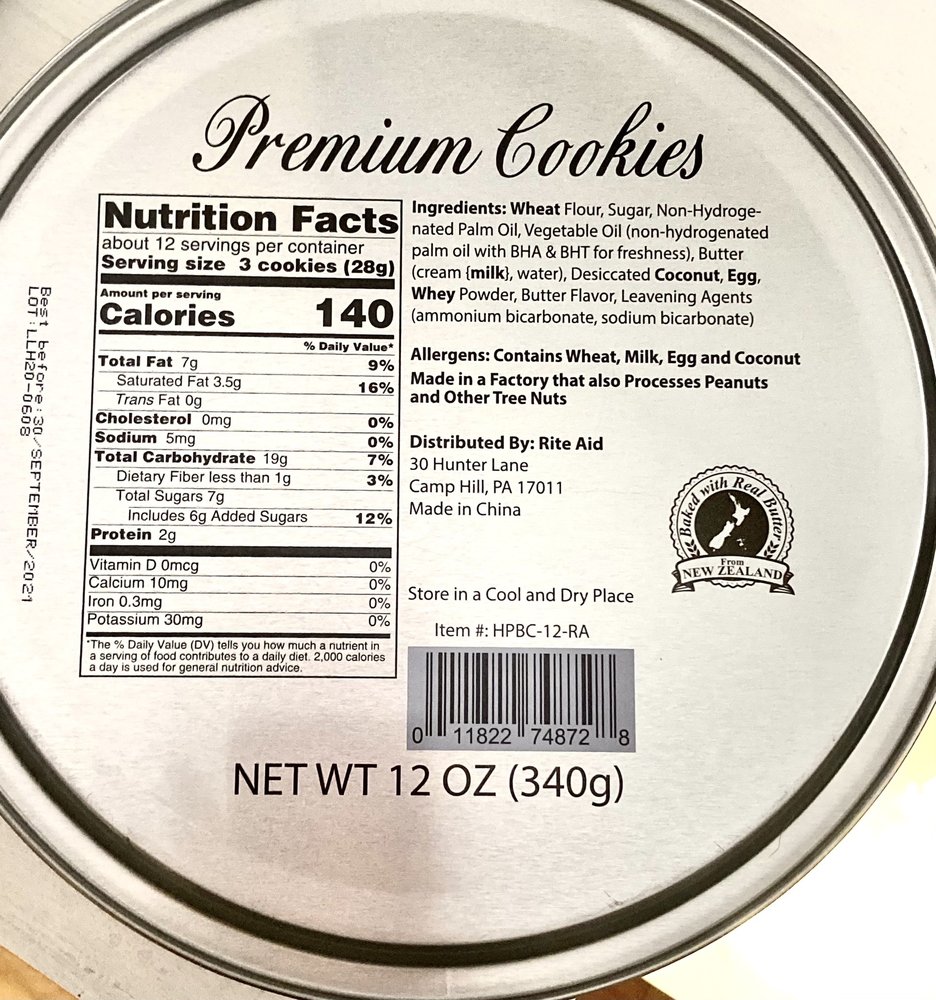 Premium Cookies
Nutrition Facts
about 12 servings per container
Serving size 3 cookies (28g)
Amount per serving
Calories 140
% Daily Value*
Total Fat 7g 9%
Saturated Fat 3.5g 16%
Trans Fat 0g
Cholesterol 0mg 0%
Sodium 5mg 0%
Total Carbohydrate 19g 7%
Dietary Fiber less than 1g 3%
Total Sugars 7g
Includes 6g Added Sugars 12%
Protein 2g
Vitamin D 0mcg 0%
Calcium 10mg 0%
Iron 0.3mg 0%
Potassium 30mg 0%
*The % Daily Value (DV) tells you how much a nutrient in
a serving of food contributes to a daily diet. 2,000 calories
a day is used for general nutrition advice.
Ingredients: Wheat Flour, Sugar, Non-Hydroge-
nated Palm Oil, Vegetable Oil (non-hydrogenated
palm oil with BHA & BHT for freshness), Butter
(cream {milk}, water), Desiccated Coconut, Egg,
Whey Powder, Butter Flavor, Leavening Agents
(ammonium bicarbonate, sodium bicarbonate)
Allergens: Contains Wheat, Milk, Egg and Coconut
Made in a Factory that also Processes Peanuts
and Other Tree Nuts
Distributed By: Rite Aid
30 Hunter Lane
Camp Hill, PA 17011
Made in China
Baked with Real Butter
From
NEW ZEALAND
Store in a Cool and Dry Place
Item #: HPBC-12-RA
0 11822 74872 8
NET WT 12 OZ (340g)
Best before:30/SEPTEMBER/2021
LOT:LLH20-0608